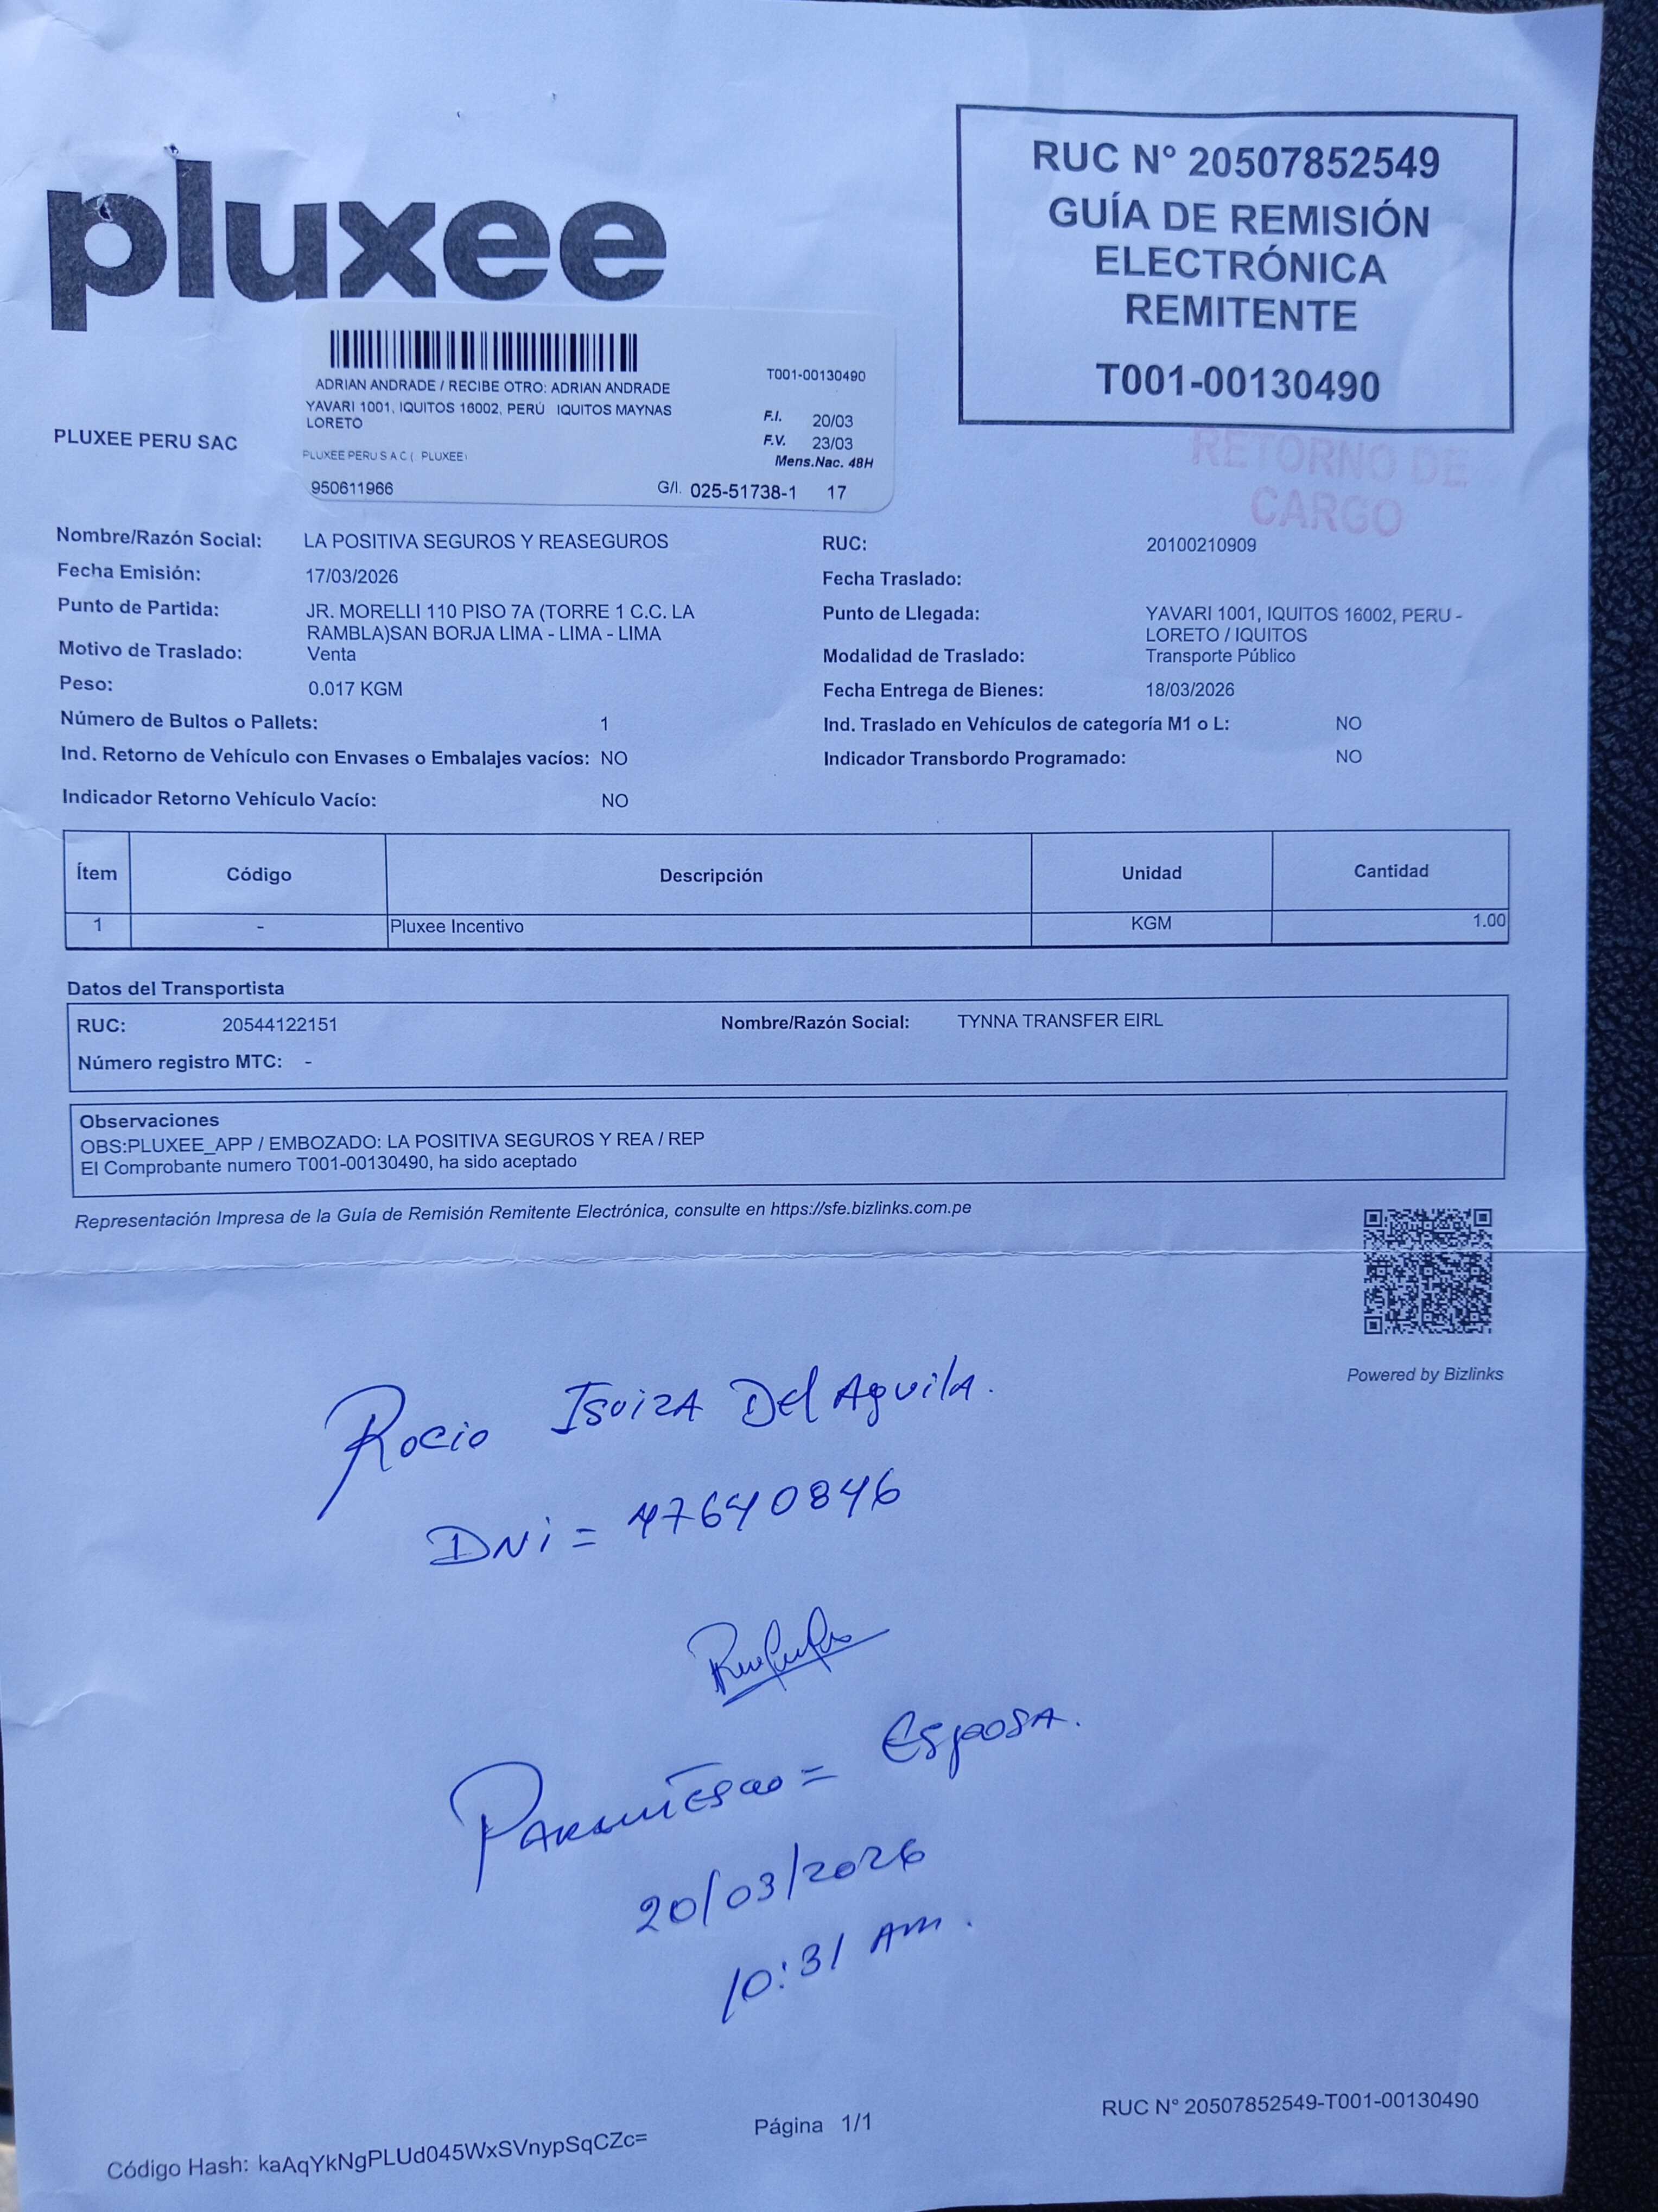 pluxee
RUC N° 20507852549
GUÍA DE REMISIÓN
ELECTRÓNICA
REMITENTE
T001-00130490
PLUXEE PERU SAC
ADRIAN ANDRADE / RECIBE OTRO: ADRIAN ANDRADE
T001-00130490
YAVARI 1001, IQUITOS 16002, PERÚ IQUITOS MAYNAS
LORETO
F.I. 20/03
F.V. 23/03
PLUXEE PERU S A C ( PLUXEE)
Mens.Nac. 48H
950611966 G/I. 025-51738-1 17
RETORNO DE
CARGO
Nombre/Razón Social: LA POSITIVA SEGUROS Y REASEGUROS RUC: 20100210909
Fecha Emisión: 17/03/2026 Fecha Traslado:
Punto de Partida: JR. MORELLI 110 PISO 7A (TORRE 1 C.C. LA Punto de Llegada: YAVARI 1001, IQUITOS 16002, PERU -
RAMBLA)SAN BORJA LIMA - LIMA - LIMA LORETO / IQUITOS
Motivo de Traslado: Venta Modalidad de Traslado: Transporte Público
Peso: 0.017 KGM Fecha Entrega de Bienes: 18/03/2026
Número de Bultos o Pallets: 1 Ind. Traslado en Vehículos de categoría M1 o L: NO
Ind. Retorno de Vehículo con Envases o Embalajes vacíos: NO Indicador Transbordo Programado: NO
Indicador Retorno Vehículo Vacío: NO
Ítem Código Descripción Unidad Cantidad
1 - Pluxee Incentivo KGM 1.00
Datos del Transportista
RUC: 20544122151 Nombre/Razón Social: TYNNA TRANSFER EIRL
Número registro MTC: -
Observaciones
OBS:PLUXEE_APP / EMBOZADO: LA POSITIVA SEGUROS Y REA / REP
El Comprobante numero T001-00130490, ha sido aceptado
Representación Impresa de la Guía de Remisión Remitente Electrónica, consulte en https://sfe.bizlinks.com.pe
Powered by Bizlinks
Rocio Isuiza Del Aguila.
DNi = 47640846
Parentesco = Esposa.
20/03/2026
10:31 Am.
Código Hash: kaAqYkNgPLUd045WxSVnypSqCZc=
Página 1/1
RUC N° 20507852549-T001-00130490